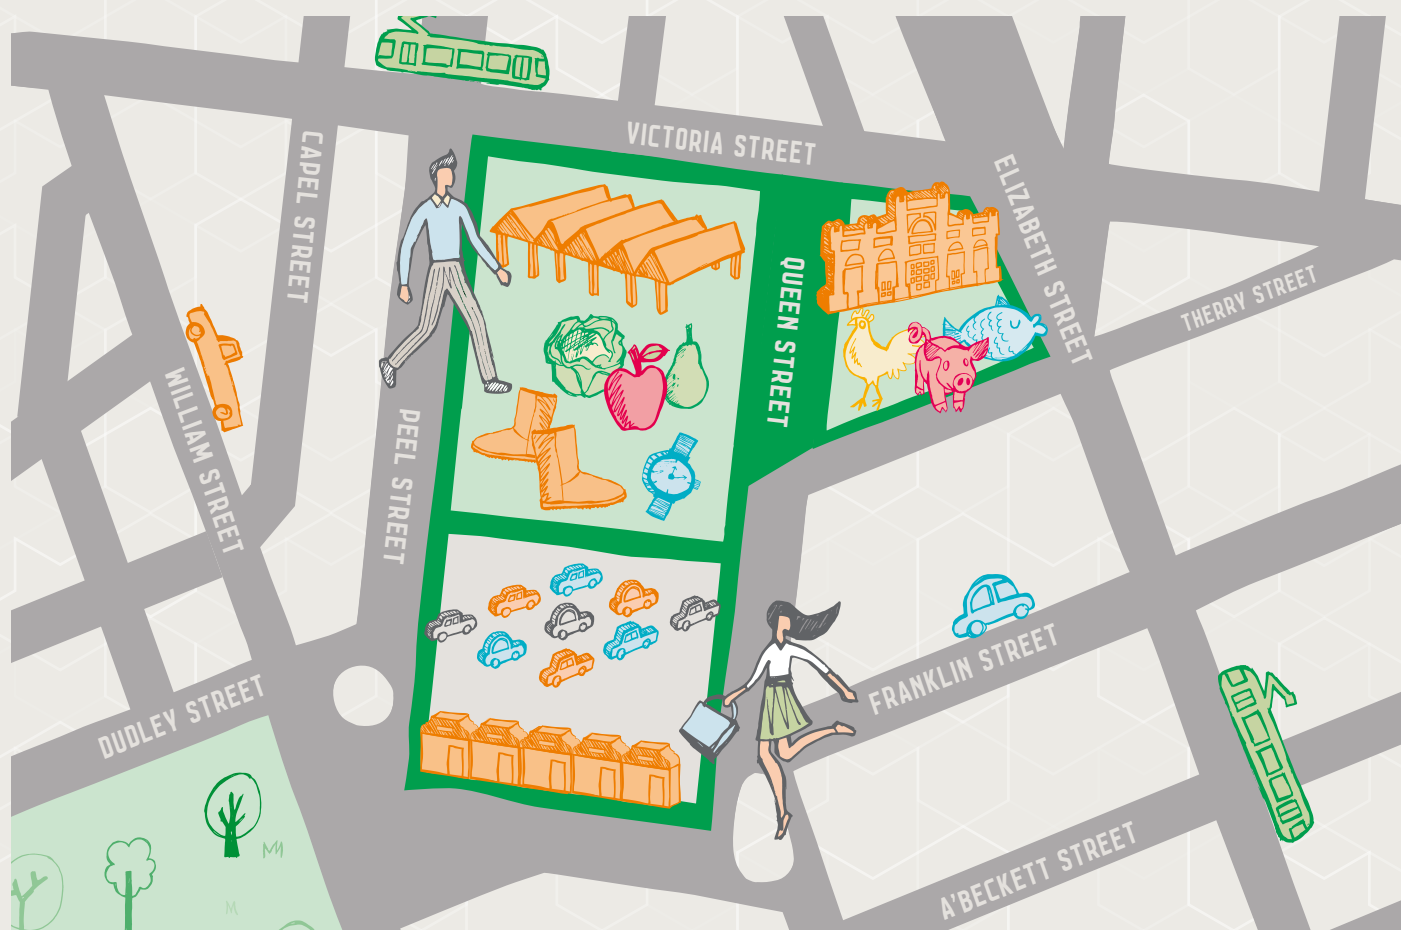 VICTORIA STREET
CAPEL STREET
ELIZABETH STREET
QUEEN STREET
THERRY STREET
WILLIAM STREET
PEEL STREET
FRANKLIN STREET
DUDLEY STREET
A'BECKETT STREET